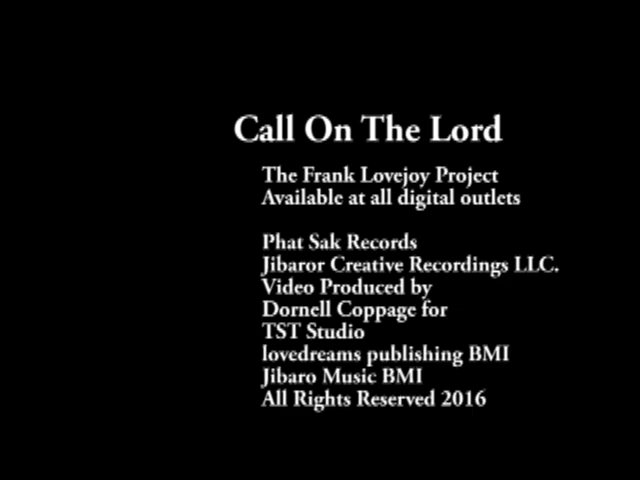 Call On The Lord
The Frank Lovejoy Project
Available at all digital outlets
Phat Sak Records
Jibaror Creative Recordings LLC.
Video Produced by
Dornell Coppage for
TST Studio
lovedreams publishing BMI
Jibaro Music BMI
All Rights Reserved 2016